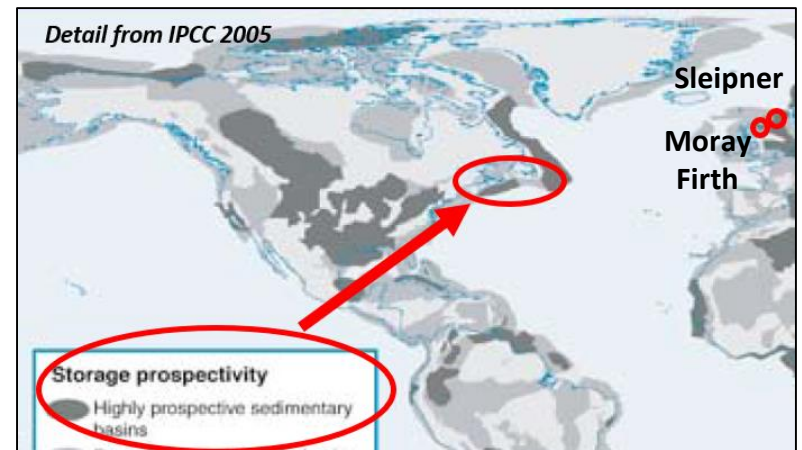 Detail from IPCC 2005
Sleipner
Moray
Firth
Storage prospectivity
Highly prospective sedimentary
basins